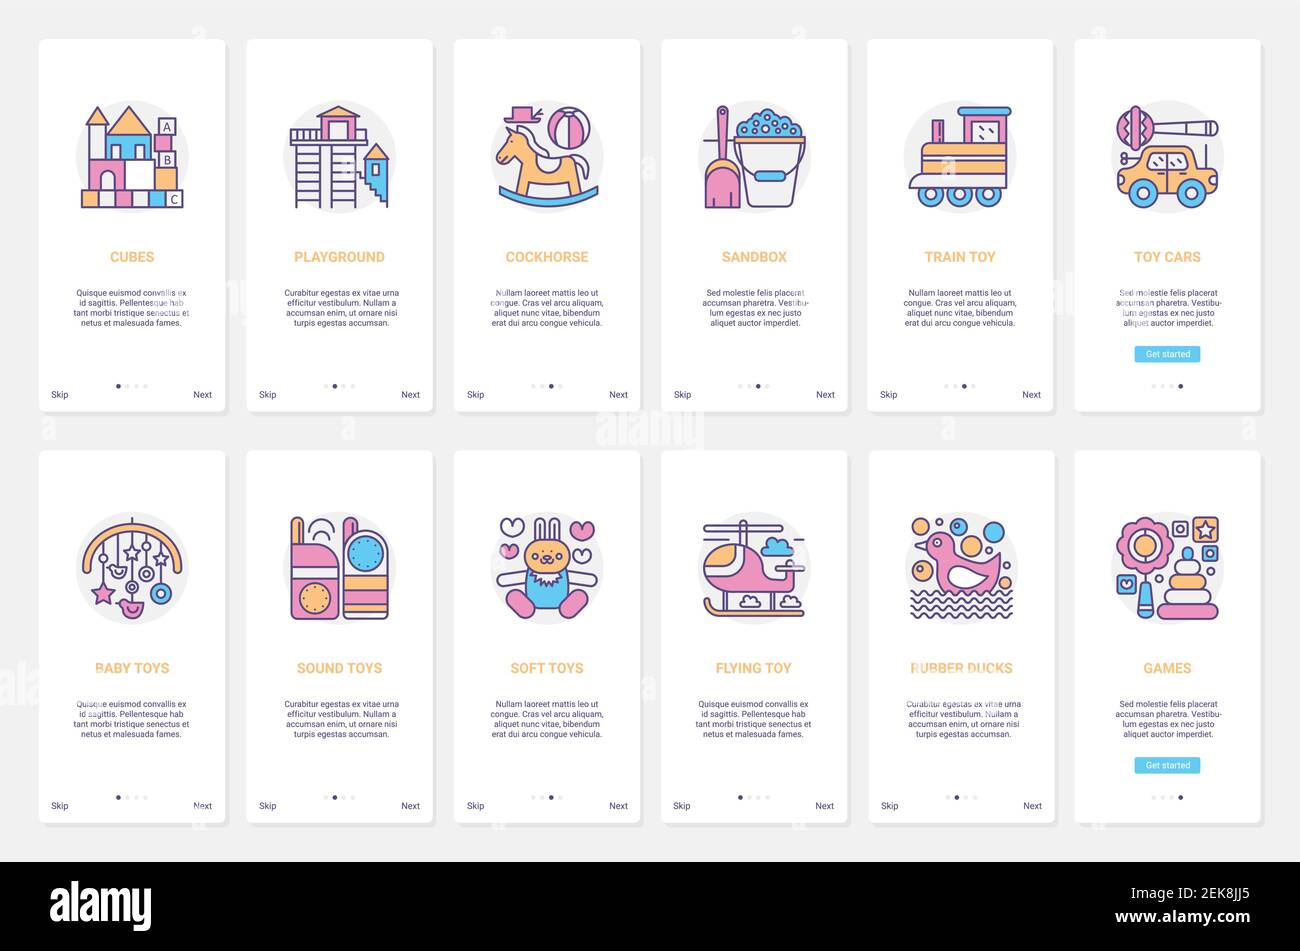 A
B
C
CUBES
Quisque euismod convallis ex
id sagittis. Pellentesque hab
tant morbi tristique senectus et
netus et malesuada fames.
Skip
Next
PLAYGROUND
Curabitur egestas ex vitae urna
efficitur vestibulum. Nullam a
accumsan enim, ut ornare nisi
turpis egestas accumsan.
Skip
Next
COCKHORSE
Nullam laoreet mattis leo ut
congue. Cras vel arcu aliquam,
aliquet nunc vitae, bibendum
erat dui arcu congue vehicula.
Skip
Next
SANDBOX
Sed molestie felis placerat
accumsan pharetra. Vestibu-
lum egestas ex nec justo
aliquet auctor imperdiet.
Skip
Next
TRAIN TOY
Nullam laoreet mattis leo ut
congue. Cras vel arcu aliquam,
aliquet nunc vitae, bibendum
erat dui arcu congue vehicula.
Skip
Next
TOY CARS
Sed molestie felis placerat
accumsan pharetra. Vestibu-
lum egestas ex nec justo
aliquet auctor imperdiet.
Get started
BABY TOYS
Quisque euismod convallis ex
id sagittis. Pellentesque hab
tant morbi tristique senectus et
netus et malesuada fames.
Skip
Next
SOUND TOYS
Curabitur egestas ex vitae urna
efficitur vestibulum. Nullam a
accumsan enim, ut ornare nisi
turpis egestas accumsan.
Skip
Next
SOFT TOYS
Nullam laoreet mattis leo ut
congue. Cras vel arcu aliquam,
aliquet nunc vitae, bibendum
erat dui arcu congue vehicula.
Skip
Next
FLYING TOY
Quisque euismod convallis ex
id sagittis. Pellentesque hab
tant morbi tristique senectus et
netus et malesuada fames.
Skip
Next
RUBBER DUCKS
Curabitur egestas ex vitae urna
efficitur vestibulum. Nullam a
accumsan enim, ut ornare nisi
turpis egestas accumsan.
Skip
Next
GAMES
Sed molestie felis placerat
accumsan pharetra. Vestibu-
lum egestas ex nec justo
aliquet auctor imperdiet.
Get started
alamy
alamy
Image ID: 2EK8JJ5
www.alamy.com